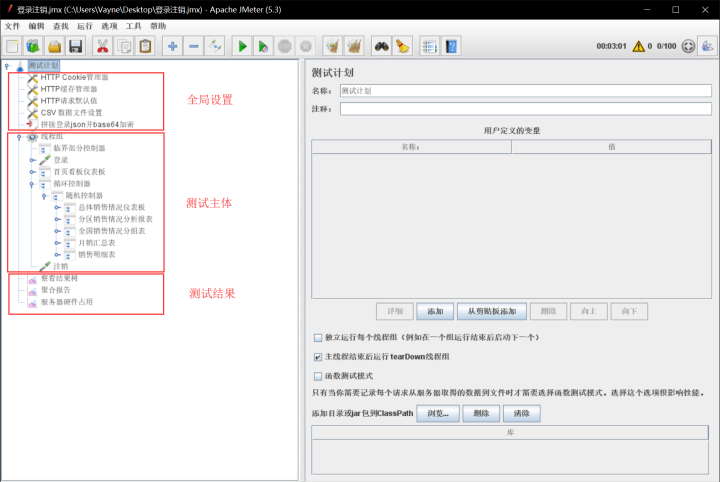 登录注销.jmx (C:\Users\Vayne\Desktop\登录注销.jmx) - Apache JMeter (5.3)
文件 编辑 查找 运行 选项 工具 帮助
00:03:01 0 0/100
测试计划
HTTP Cookie管理器
HTTP缓存管理器
HTTP请求默认值
CSV 数据文件设置
拼接登录json并base64加密
全局设置
线程组
临界部分控制器
登录
首页看板仪表板
循环控制器
随机控制器
总体销售情况仪表板
分区销售情况分析报表
全国销售情况分组表
月销汇总表
销售明细表
注销
测试主体
察看结果树
聚合报告
服务器硬件占用
测试结果
测试计划
名称: 测试计划
注释:
用户定义的变量
名称: 值
详细 添加 从剪贴板添加 删除 向上 向下
独立运行每个线程组（例如在一个组运行结束后启动下一个）
主线程结束后运行 tearDown线程组
函数测试模式
只有当你需要记录每个请求从服务器取得的数据到文件时才需要选择函数测试模式。选择这个选项很影响性能。
添加目录或jar包到ClassPath 浏览... 删除 清除
库